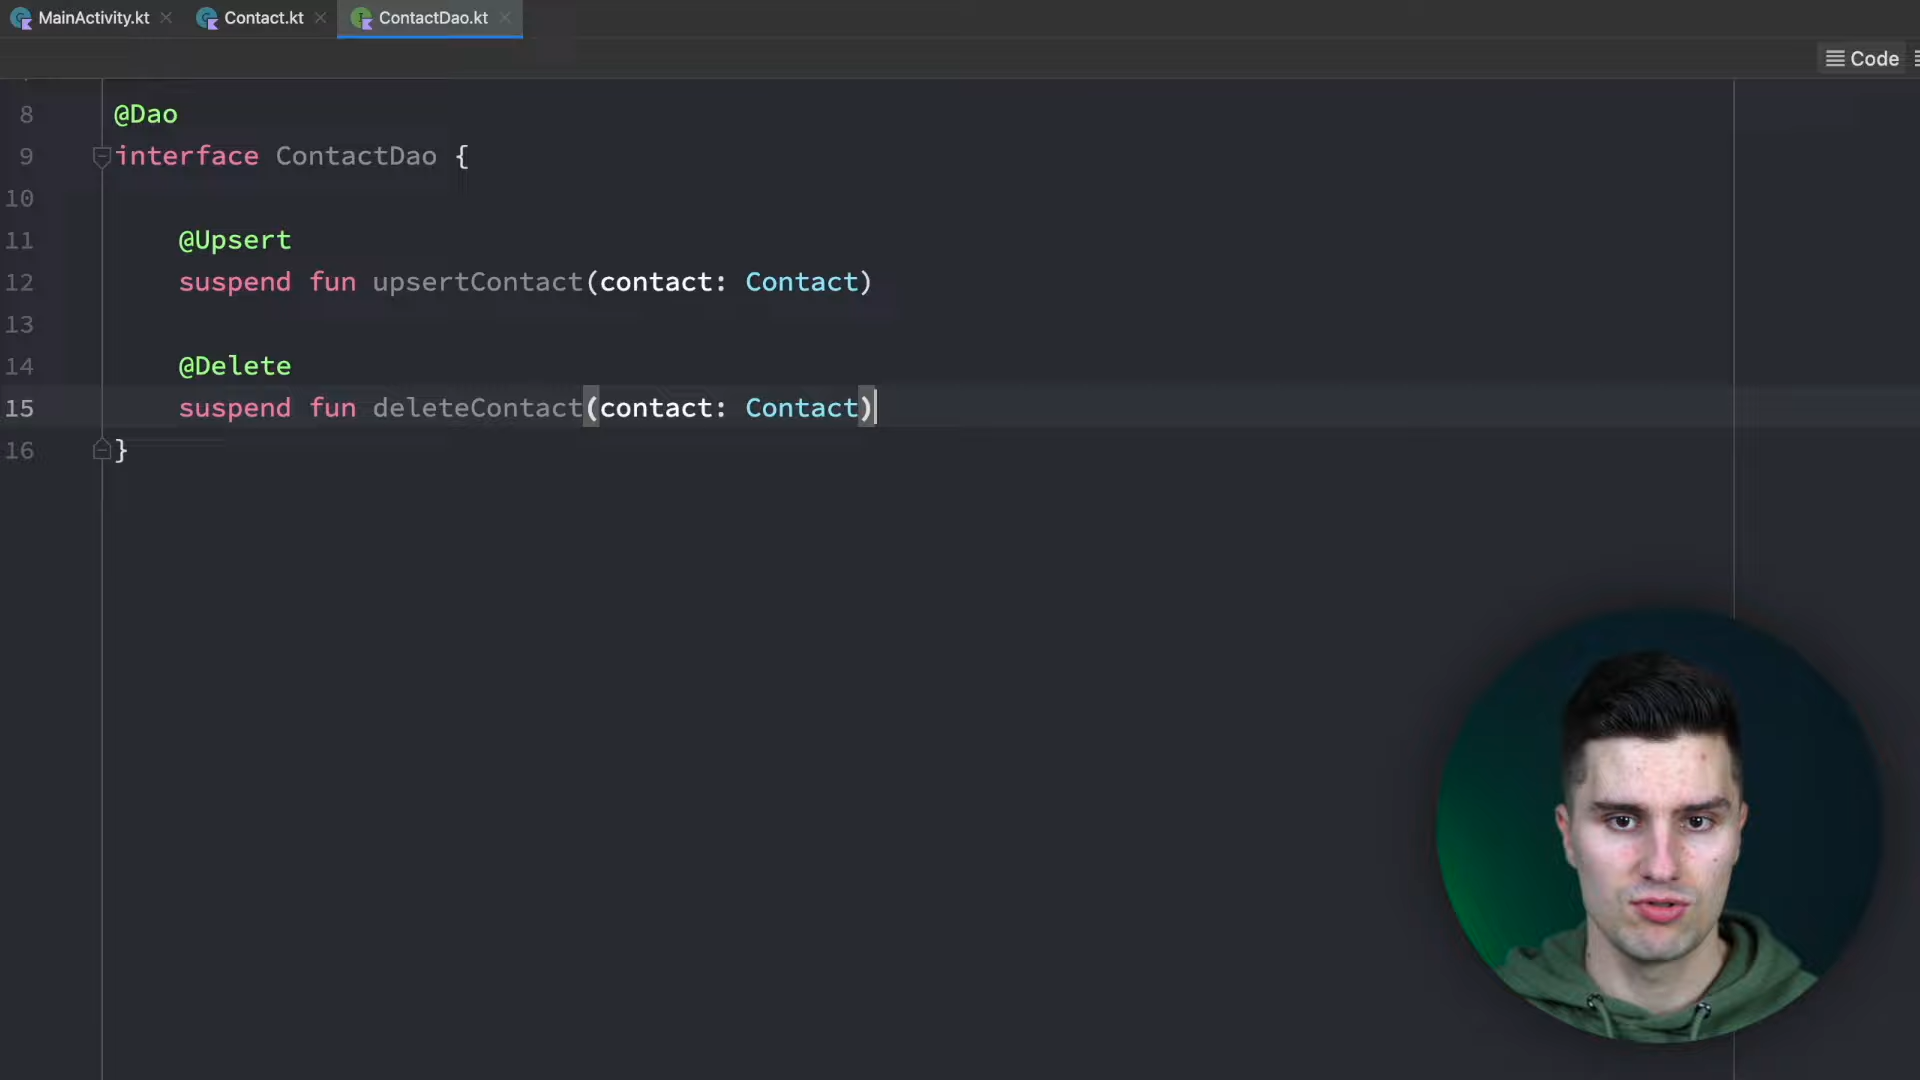 MainActivity.kt
Contact.kt
ContactDao.kt
Code
8 @Dao
9 interface ContactDao {
10
11 @Upsert
12 suspend fun upsertContact(contact: Contact)
13
14 @Delete
15 suspend fun deleteContact(contact: Contact)
16 }